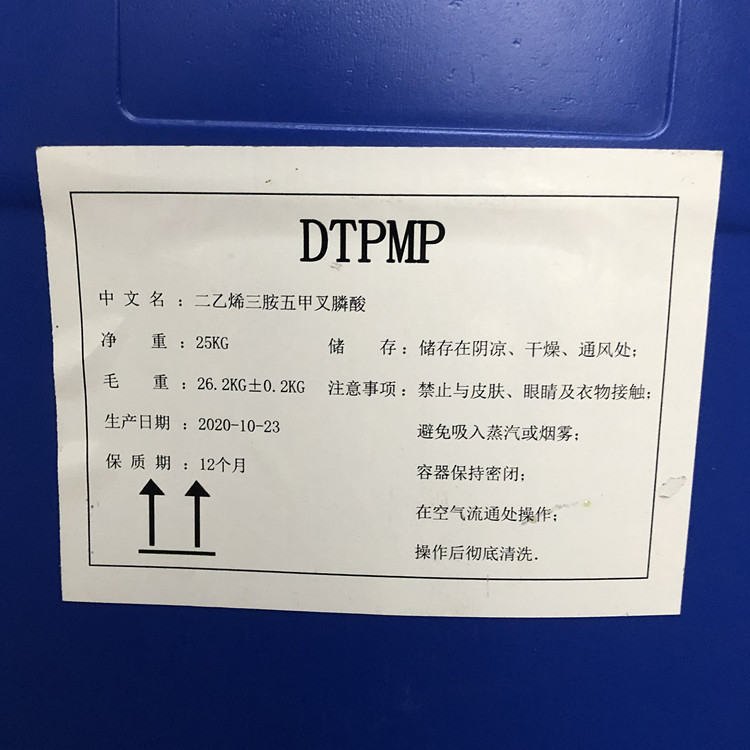 DTPMP
中文名：二乙烯三胺五甲叉膦酸
净重：25KG
毛重：26.2KG±0.2KG
生产日期：2020-10-23
保质期：12个月
储存：储存在阴凉、干燥、通风处;
注意事项：禁止与皮肤、眼睛及衣物接触;
避免吸入蒸汽或烟雾;
容器保持密闭;
在空气流通处操作;
操作后彻底清洗.